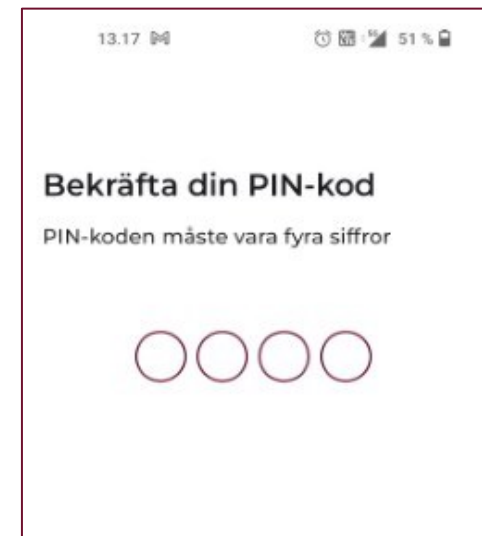 13.17 51 %
Bekräfta din PIN-kod
PIN-koden måste vara fyra siffror